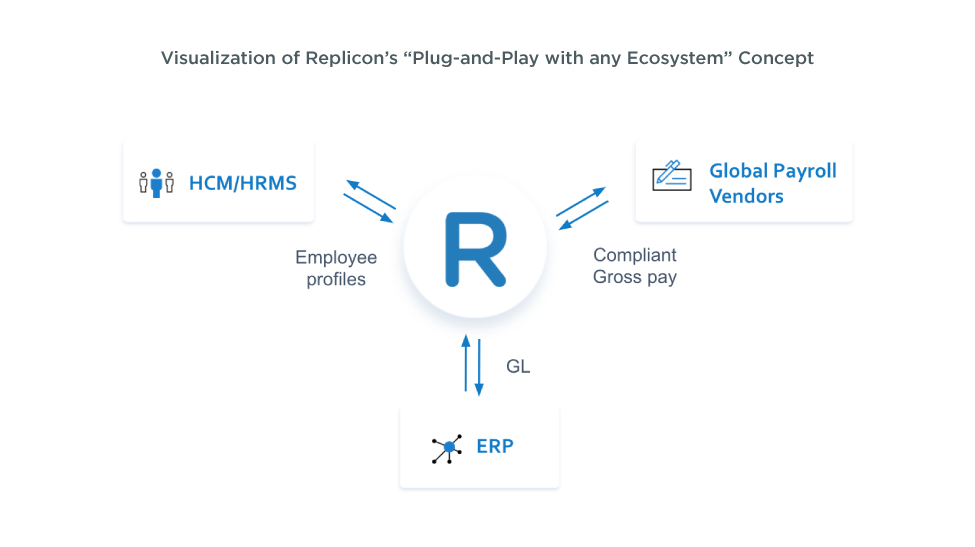 Visualization of Replicon’s “Plug-and-Play with any Ecosystem” Concept
HCM/HRMS
Global Payroll
Vendors
R
Employee
profiles
Compliant
Gross pay
GL
ERP